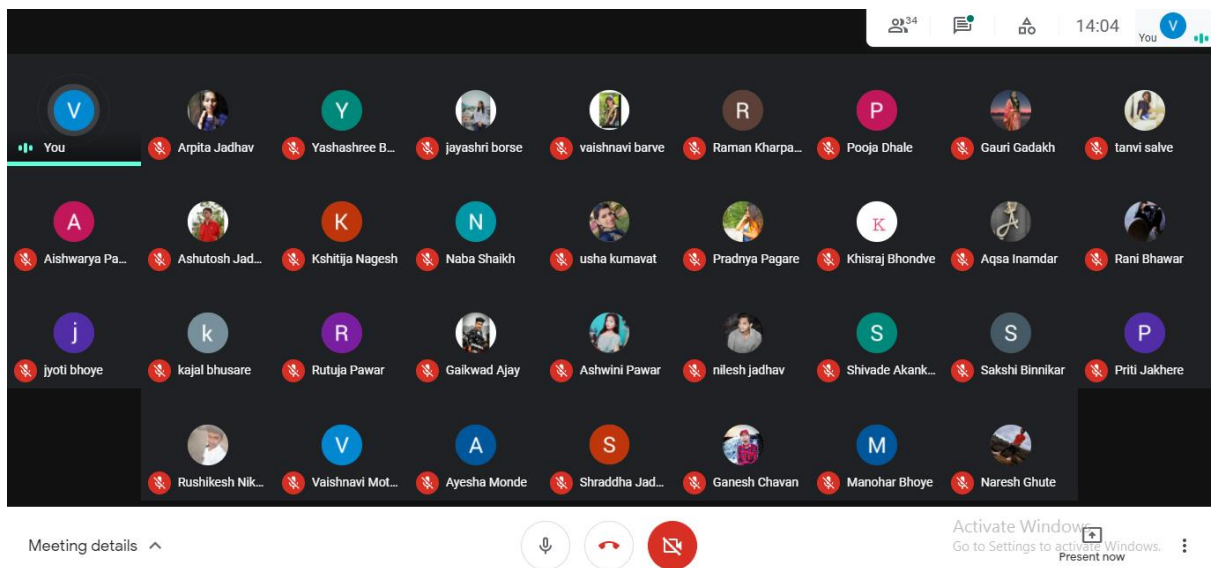 34
14:04
You
V
V
You
Arpita Jadhav
Y
Yashashree B...
jayashri borse
vaishnavi barve
R
Raman Kharpa...
P
Pooja Dhale
Gauri Gadakh
tanvi salve
A
Aishwarya Pa...
Ashutosh Jad...
K
Kshitija Nagesh
N
Naba Shaikh
usha kumavat
Pradnya Pagare
K
Khisraj Bhondve
A
Aqsa Inamdar
Rani Bhawar
j
jyoti bhoye
k
kajal bhusare
R
Rutuja Pawar
Gaikwad Ajay
Ashwini Pawar
nilesh jadhav
S
Shivade Akank...
S
Sakshi Binnikar
P
Priti Jakhere
Rushikesh Nik...
V
Vaishnavi Mot...
A
Ayesha Monde
S
Shraddha Jad...
Ganesh Chavan
M
Manohar Bhoye
Naresh Ghute
Meeting details
Activate Windows
Go to Settings to activate Windows.
Present now